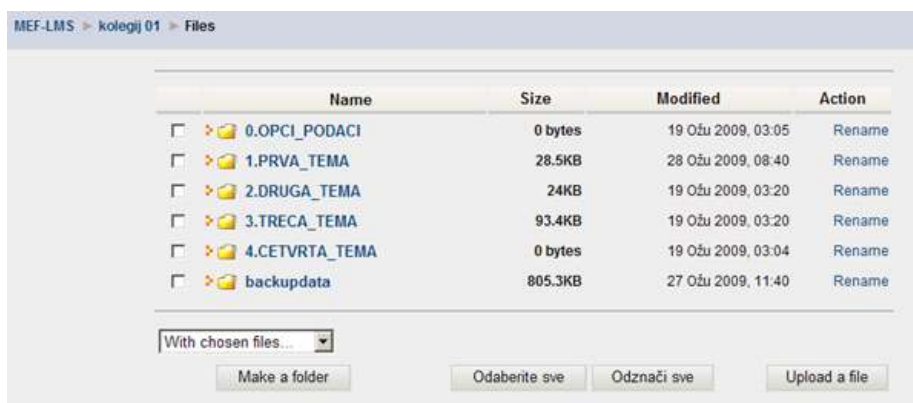 MEF-LMS ► kolegij 01 ► Files
Name Size Modified Action
0.OPCI_PODACI 0 bytes 19 Ožu 2009, 03:05 Rename
1.PRVA_TEMA 28.5KB 28 Ožu 2009, 08:40 Rename
2.DRUGA_TEMA 24KB 19 Ožu 2009, 03:20 Rename
3.TRECA_TEMA 93.4KB 19 Ožu 2009, 03:20 Rename
4.CETVRTA_TEMA 0 bytes 19 Ožu 2009, 03:04 Rename
backupdata 805.3KB 27 Ožu 2009, 11:40 Rename
With chosen files...
Make a folder Odaberite sve Odznači sve Upload a file